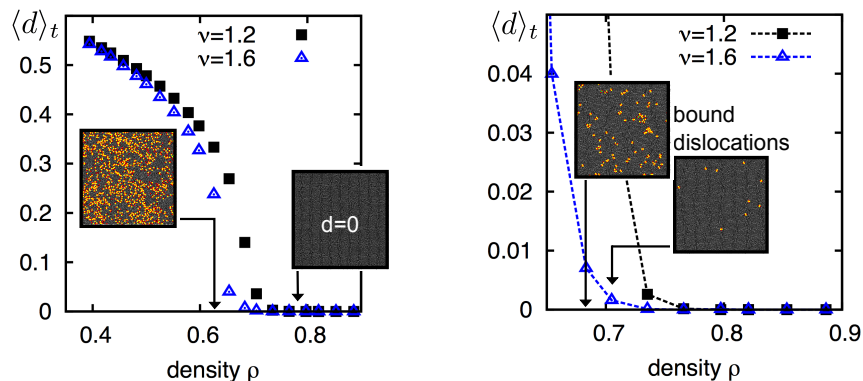 ⟨d⟩t
ν=1.2
ν=1.6
0.5
0.4
0.3
0.2
0.1
0
d=0
0.4
0.6
0.8
density ρ
⟨d⟩t
ν=1.2
ν=1.6
0.04
0.03
0.02
0.01
0
bound
dislocations
0.7
0.8
0.9
density ρ